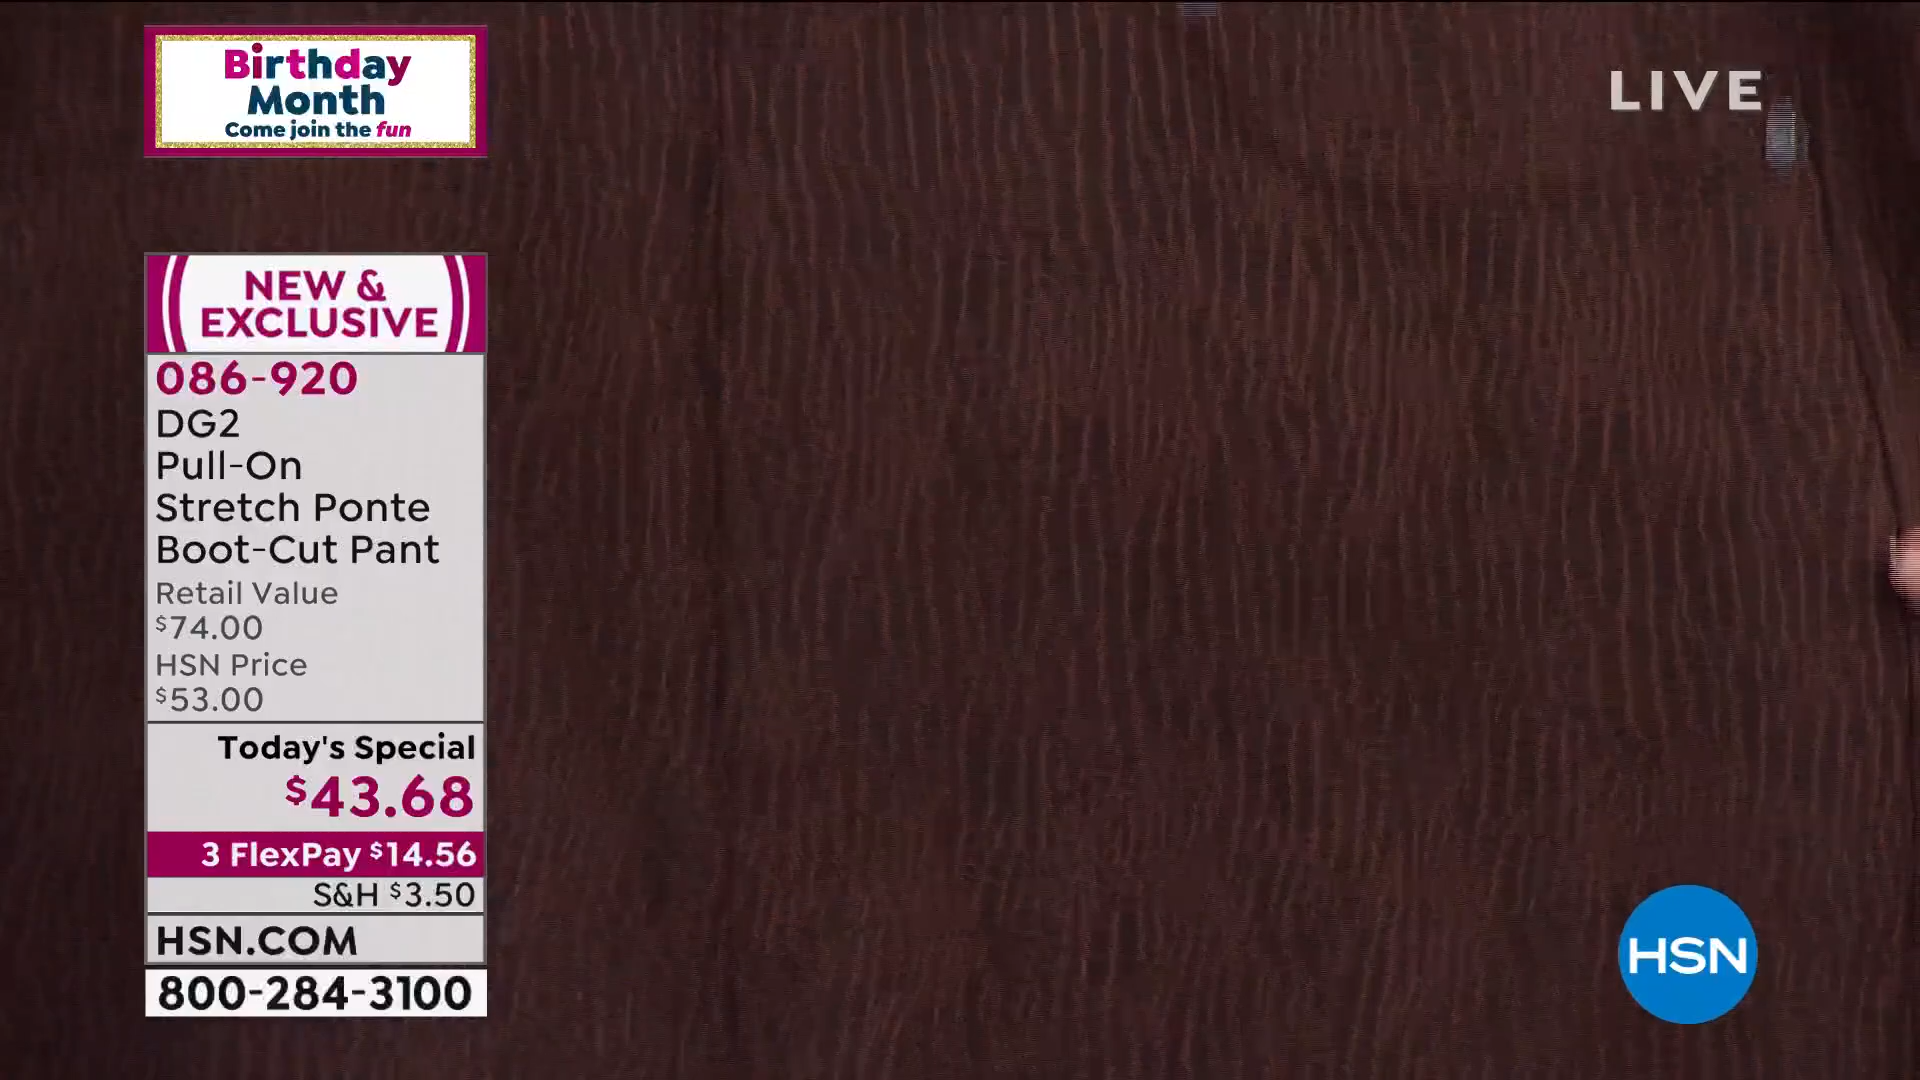 Birthday
Month
Come join the fun
LIVE
NEW &
EXCLUSIVE
086-920
DG2
Pull-On
Stretch Ponte
Boot-Cut Pant
Retail Value
$74.00
HSN Price
$53.00
Today's Special
$43.68
3 FlexPay $14.56
S&H $3.50
HSN.COM
800-284-3100
HSN